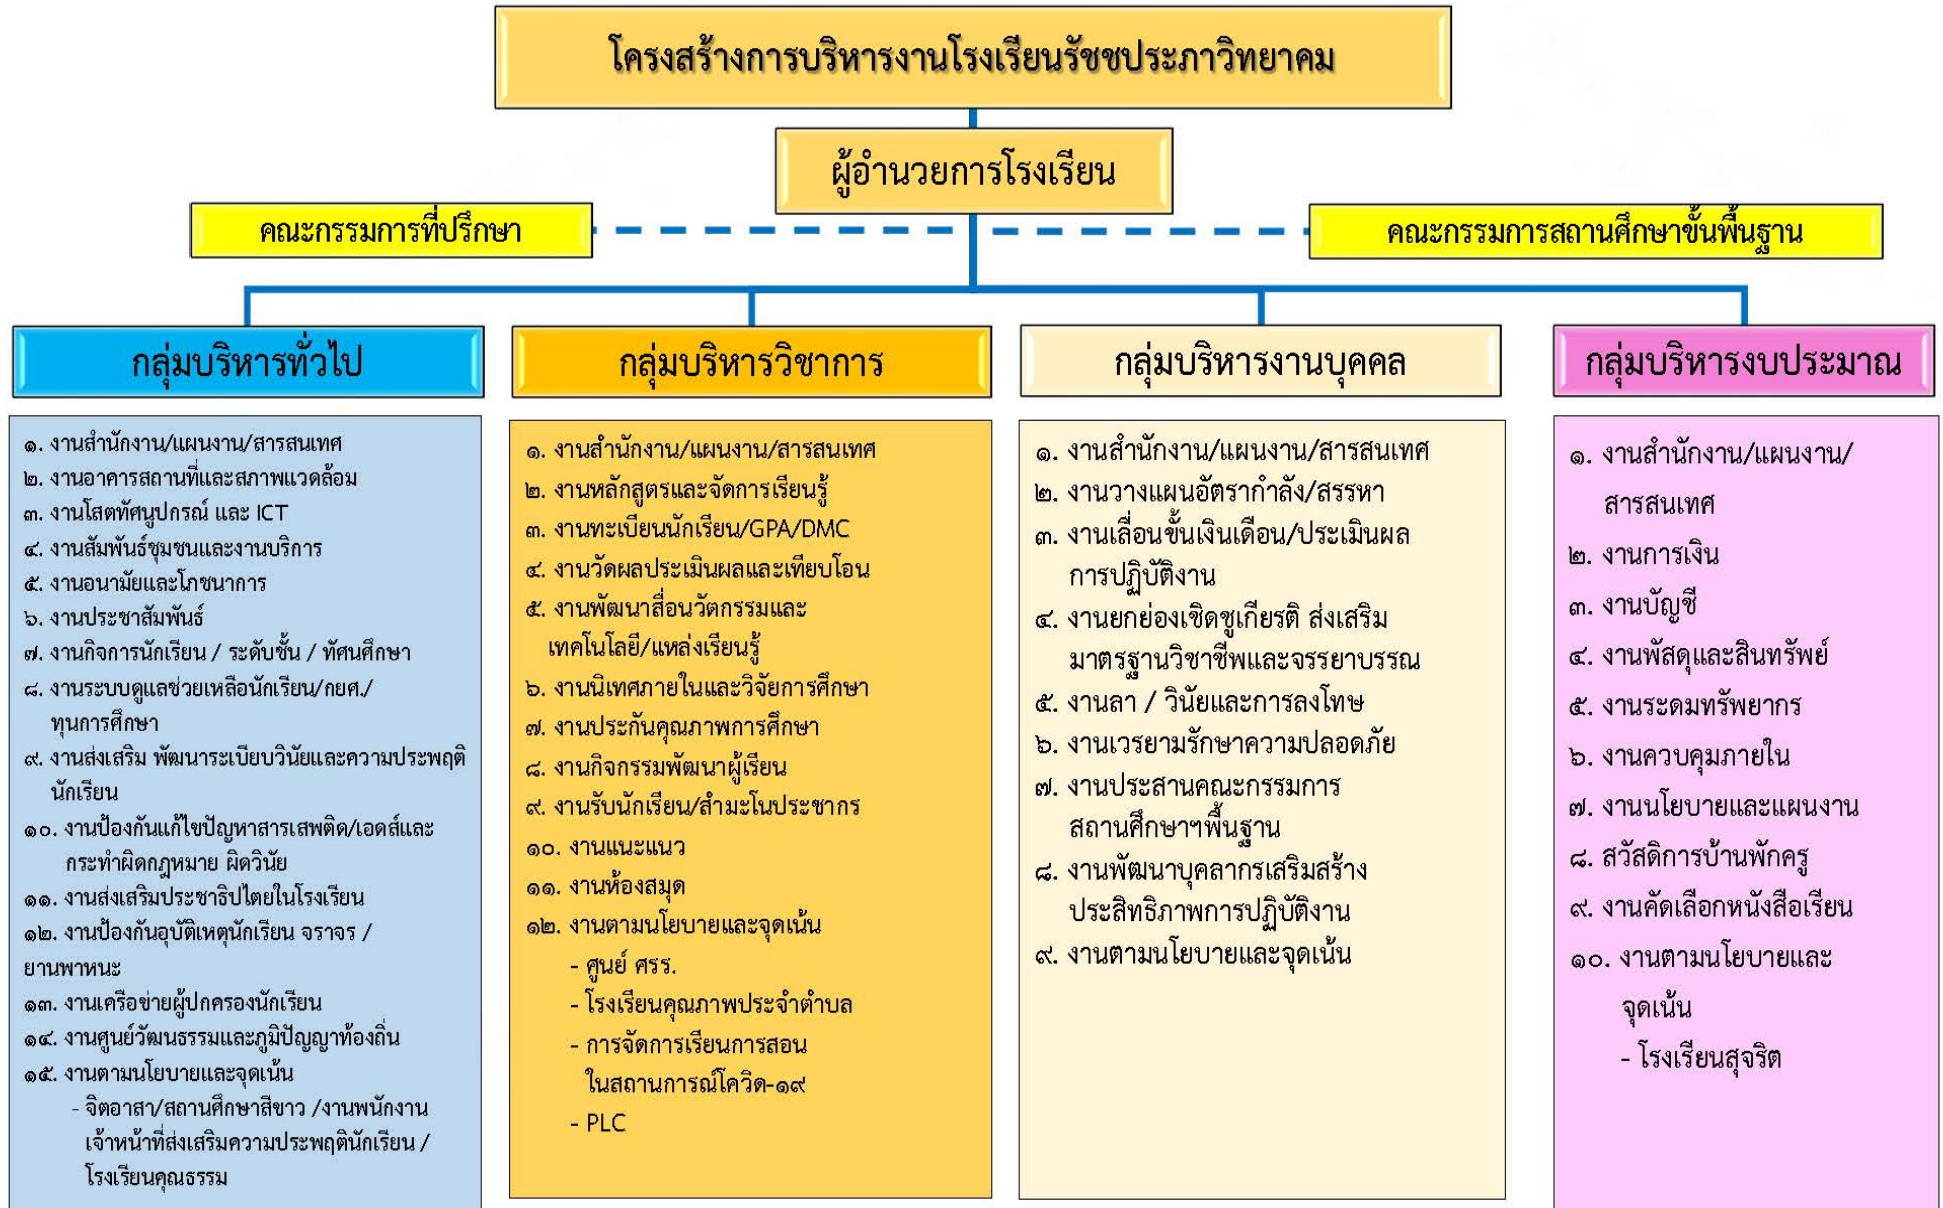 โครงสร้างการบริหารงานโรงเรียนรัชชประภาวิทยาคม
ผู้อำนวยการโรงเรียน
คณะกรรมการที่ปรึกษา
คณะกรรมการสถานศึกษาขั้นพื้นฐาน
กลุ่มบริหารทั่วไป
๑. งานสำนักงาน/แผนงาน/สารสนเทศ
๒. งานอาคารสถานที่และสภาพแวดล้อม
๓. งานโสตทัศนูปกรณ์ และ ICT
๔. งานสัมพันธ์ชุมชนและงานบริการ
๕. งานอนามัยและโภชนาการ
๖. งานประชาสัมพันธ์
๗. งานกิจการนักเรียน / ระดับชั้น / ทัศนศึกษา
๘. งานระบบดูแลช่วยเหลือนักเรียน/กยศ./
ทุนการศึกษา
๙. งานส่งเสริม พัฒนาระเบียบวินัยและความประพฤติ
นักเรียน
๑๐. งานป้องกันแก้ไขปัญหาสารเสพติด/เอดส์และ
กระทำผิดกฎหมาย ผิดวินัย
๑๑. งานส่งเสริมประชาธิปไตยในโรงเรียน
๑๒. งานป้องกันอุบัติเหตุนักเรียน จราจร /
ยานพาหนะ
๑๓. งานเครือข่ายผู้ปกครองนักเรียน
๑๔. งานศูนย์วัฒนธรรมและภูมิปัญญาท้องถิ่น
๑๕. งานตามนโยบายและจุดเน้น
- จิตอาสา/สถานศึกษาสีขาว /งานพนักงาน
เจ้าหน้าที่ส่งเสริมความประพฤตินักเรียน /
โรงเรียนคุณธรรม
กลุ่มบริหารวิชาการ
๑. งานสำนักงาน/แผนงาน/สารสนเทศ
๒. งานหลักสูตรและจัดการเรียนรู้
๓. งานทะเบียนนักเรียน/GPA/DMC
๔. งานวัดผลประเมินผลและเทียบโอน
๕. งานพัฒนาสื่อนวัตกรรมและ
เทคโนโลยี/แหล่งเรียนรู้
๖. งานนิเทศภายในและวิจัยการศึกษา
๗. งานประกันคุณภาพการศึกษา
๘. งานกิจกรรมพัฒนาผู้เรียน
๙. งานรับนักเรียน/สำมะโนประชากร
๑๐. งานแนะแนว
๑๑. งานห้องสมุด
๑๒. งานตามนโยบายและจุดเน้น
- ศูนย์ ศรร.
- โรงเรียนคุณภาพประจำตำบล
- การจัดการเรียนการสอน
ในสถานการณ์โควิด-๑๙
- PLC
กลุ่มบริหารงานบุคคล
๑. งานสำนักงาน/แผนงาน/สารสนเทศ
๒. งานวางแผนอัตรากำลัง/สรรหา
๓. งานเลื่อนขั้นเงินเดือน/ประเมินผล
การปฏิบัติงาน
๔. งานยกย่องเชิดชูเกียรติ ส่งเสริม
มาตรฐานวิชาชีพและจรรยาบรรณ
๕. งานลา / วินัยและการลงโทษ
๖. งานเวรยามรักษาความปลอดภัย
๗. งานประสานคณะกรรมการ
สถานศึกษาฯพื้นฐาน
๘. งานพัฒนาบุคลากรเสริมสร้าง
ประสิทธิภาพการปฏิบัติงาน
๙. งานตามนโยบายและจุดเน้น
กลุ่มบริหารงบประมาณ
๑. งานสำนักงาน/แผนงาน/
สารสนเทศ
๒. งานการเงิน
๓. งานบัญชี
๔. งานพัสดุและสินทรัพย์
๕. งานระดมทรัพยากร
๖. งานควบคุมภายใน
๗. งานนโยบายและแผนงาน
๘. สวัสดิการบ้านพักครู
๙. งานคัดเลือกหนังสือเรียน
๑๐. งานตามนโยบายและ
จุดเน้น
- โรงเรียนสุจริต